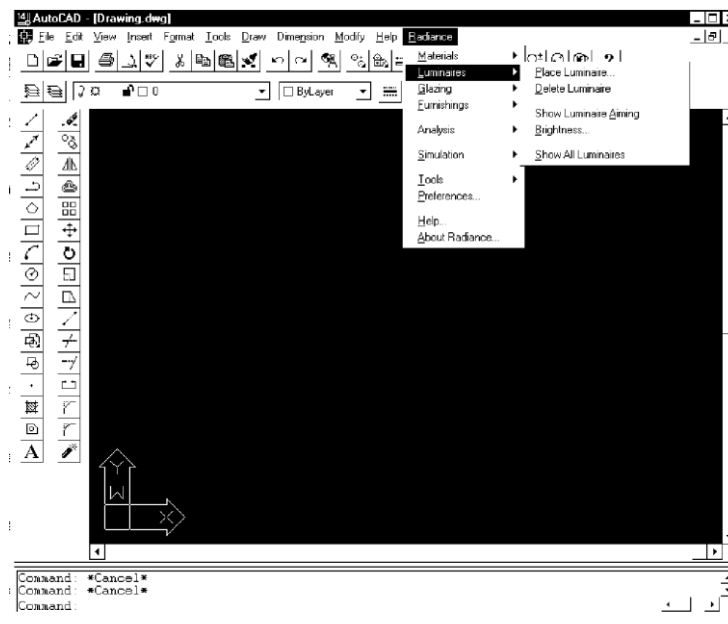 AutoCAD - [Drawing.dwg]
File Edit View Insert Format Tools Draw Dimension Modify Help Radiance
0
ByLayer
Materials
Luminaires
Glazing
Furnishings
Analysis
Simulation
Tools
Preferences...
Help...
About Radiance...
Place Luminaire...
Delete Luminaire
Show Luminaire Aiming
Brightness...
Show All Luminaires
A
Y
W
X
Command: *Cancel*
Command: *Cancel*
Command: